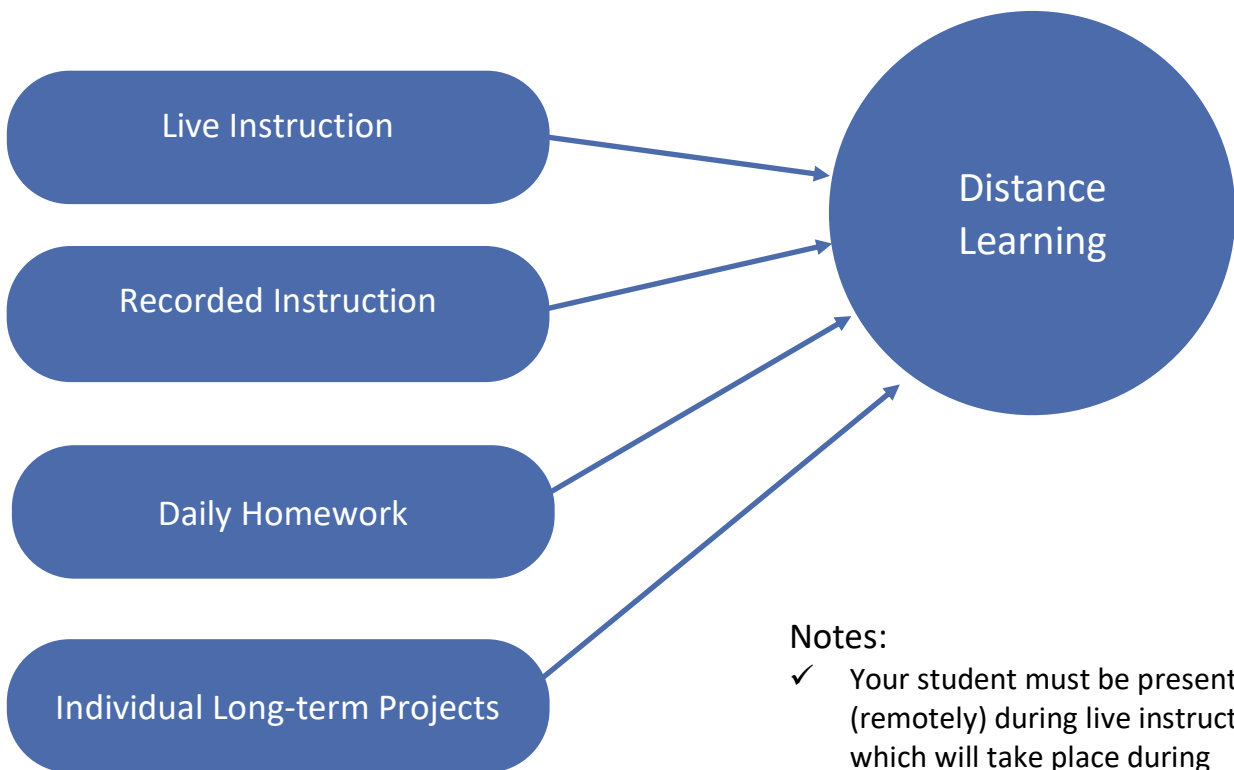 Live Instruction
Recorded Instruction
Daily Homework
Individual Long-term Projects
Distance
Learning
Notes:
✓ Your student must be present
(remotely) during live instruct
which will take place during